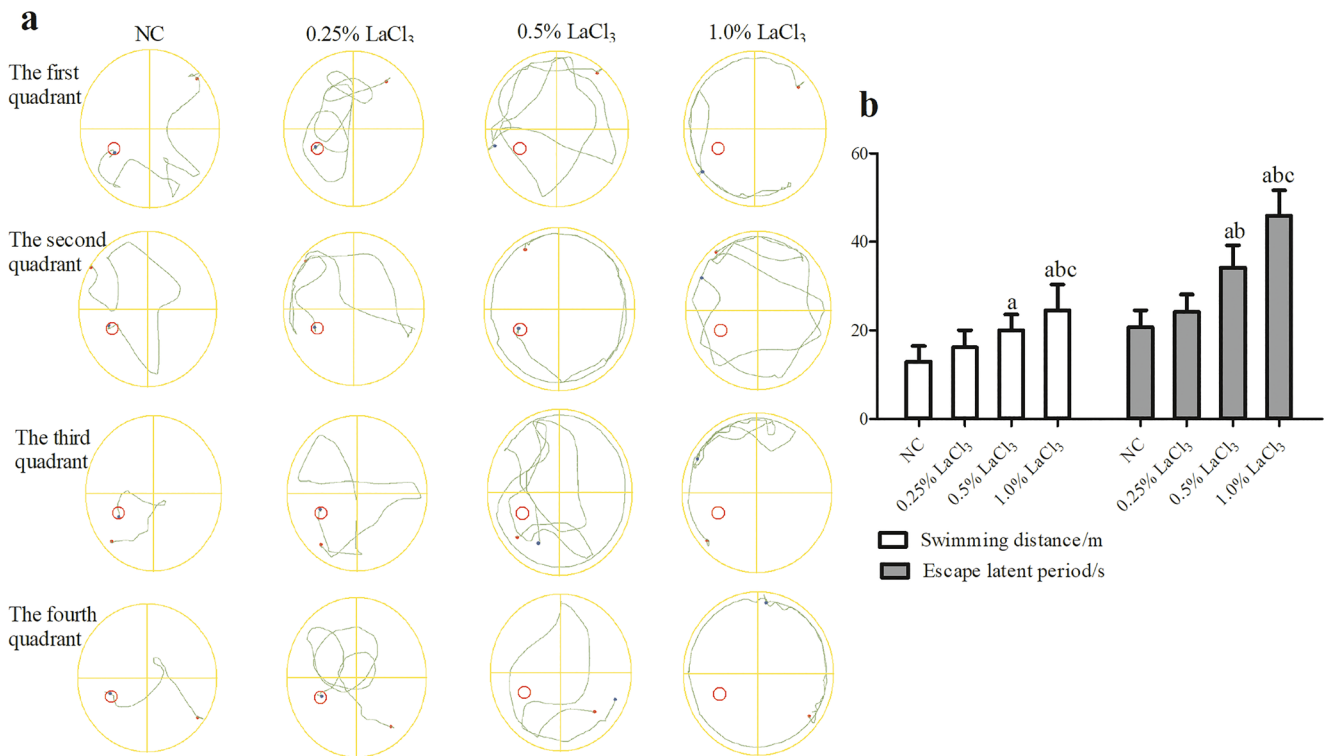 a
NC
0.25% LaCl₃
0.5% LaCl₃
1.0% LaCl₃
The first
quadrant
The second
quadrant
The third
quadrant
The fourth
quadrant
b
60
40
20
0
a
abc
ab
abc
NC
0.25% LaCl₃
0.5% LaCl₃
1.0% LaCl₃
NC
0.25% LaCl₃
0.5% LaCl₃
1.0% LaCl₃
Swimming distance/m
Escape latent period/s